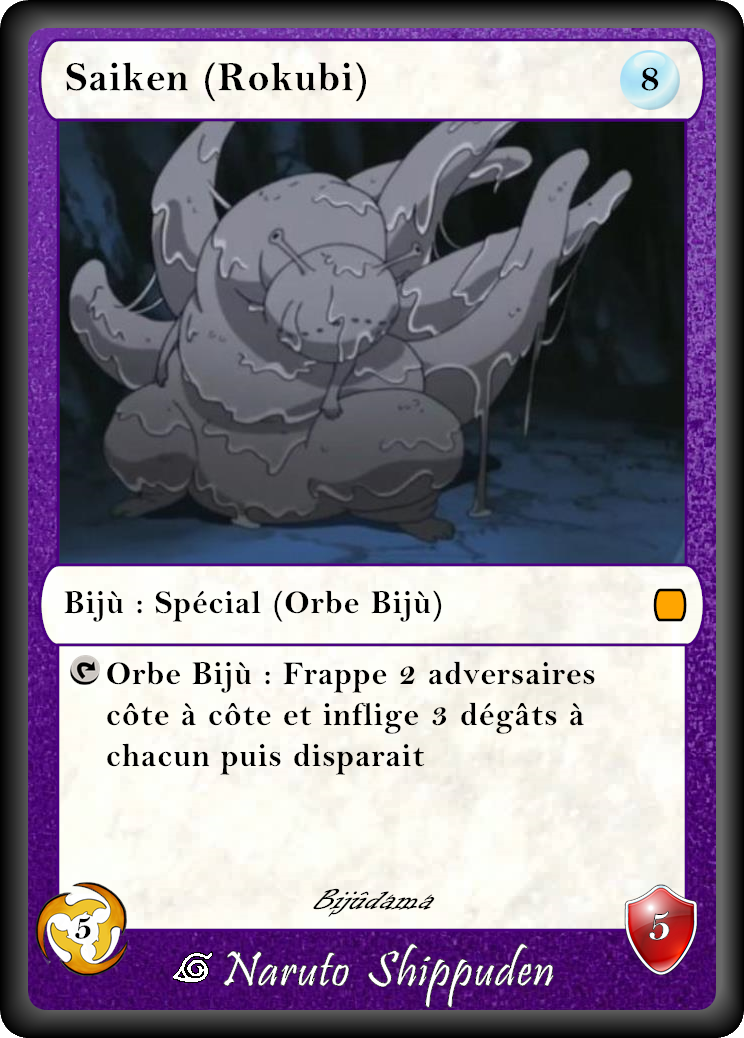 Saiken (Rokubi)
8
Bijù : Spécial (Orbe Bijù)
Orbe Bijù : Frappe 2 adversaires
côte à côte et inflige 3 dégâts à
chacun puis disparait
Bijûdama
5
5
Naruto Shippuden